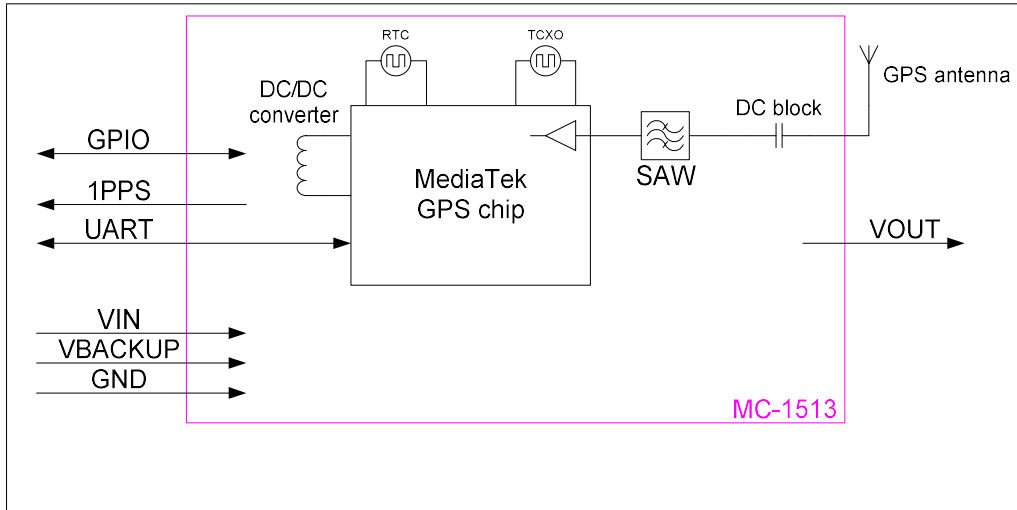 RTC
TCXO
GPS antenna
DC/DC
converter
DC block
GPIO
SAW
MediaTek
GPS chip
1PPS
UART
VOUT
VIN
VBACKUP
GND
MC-1513